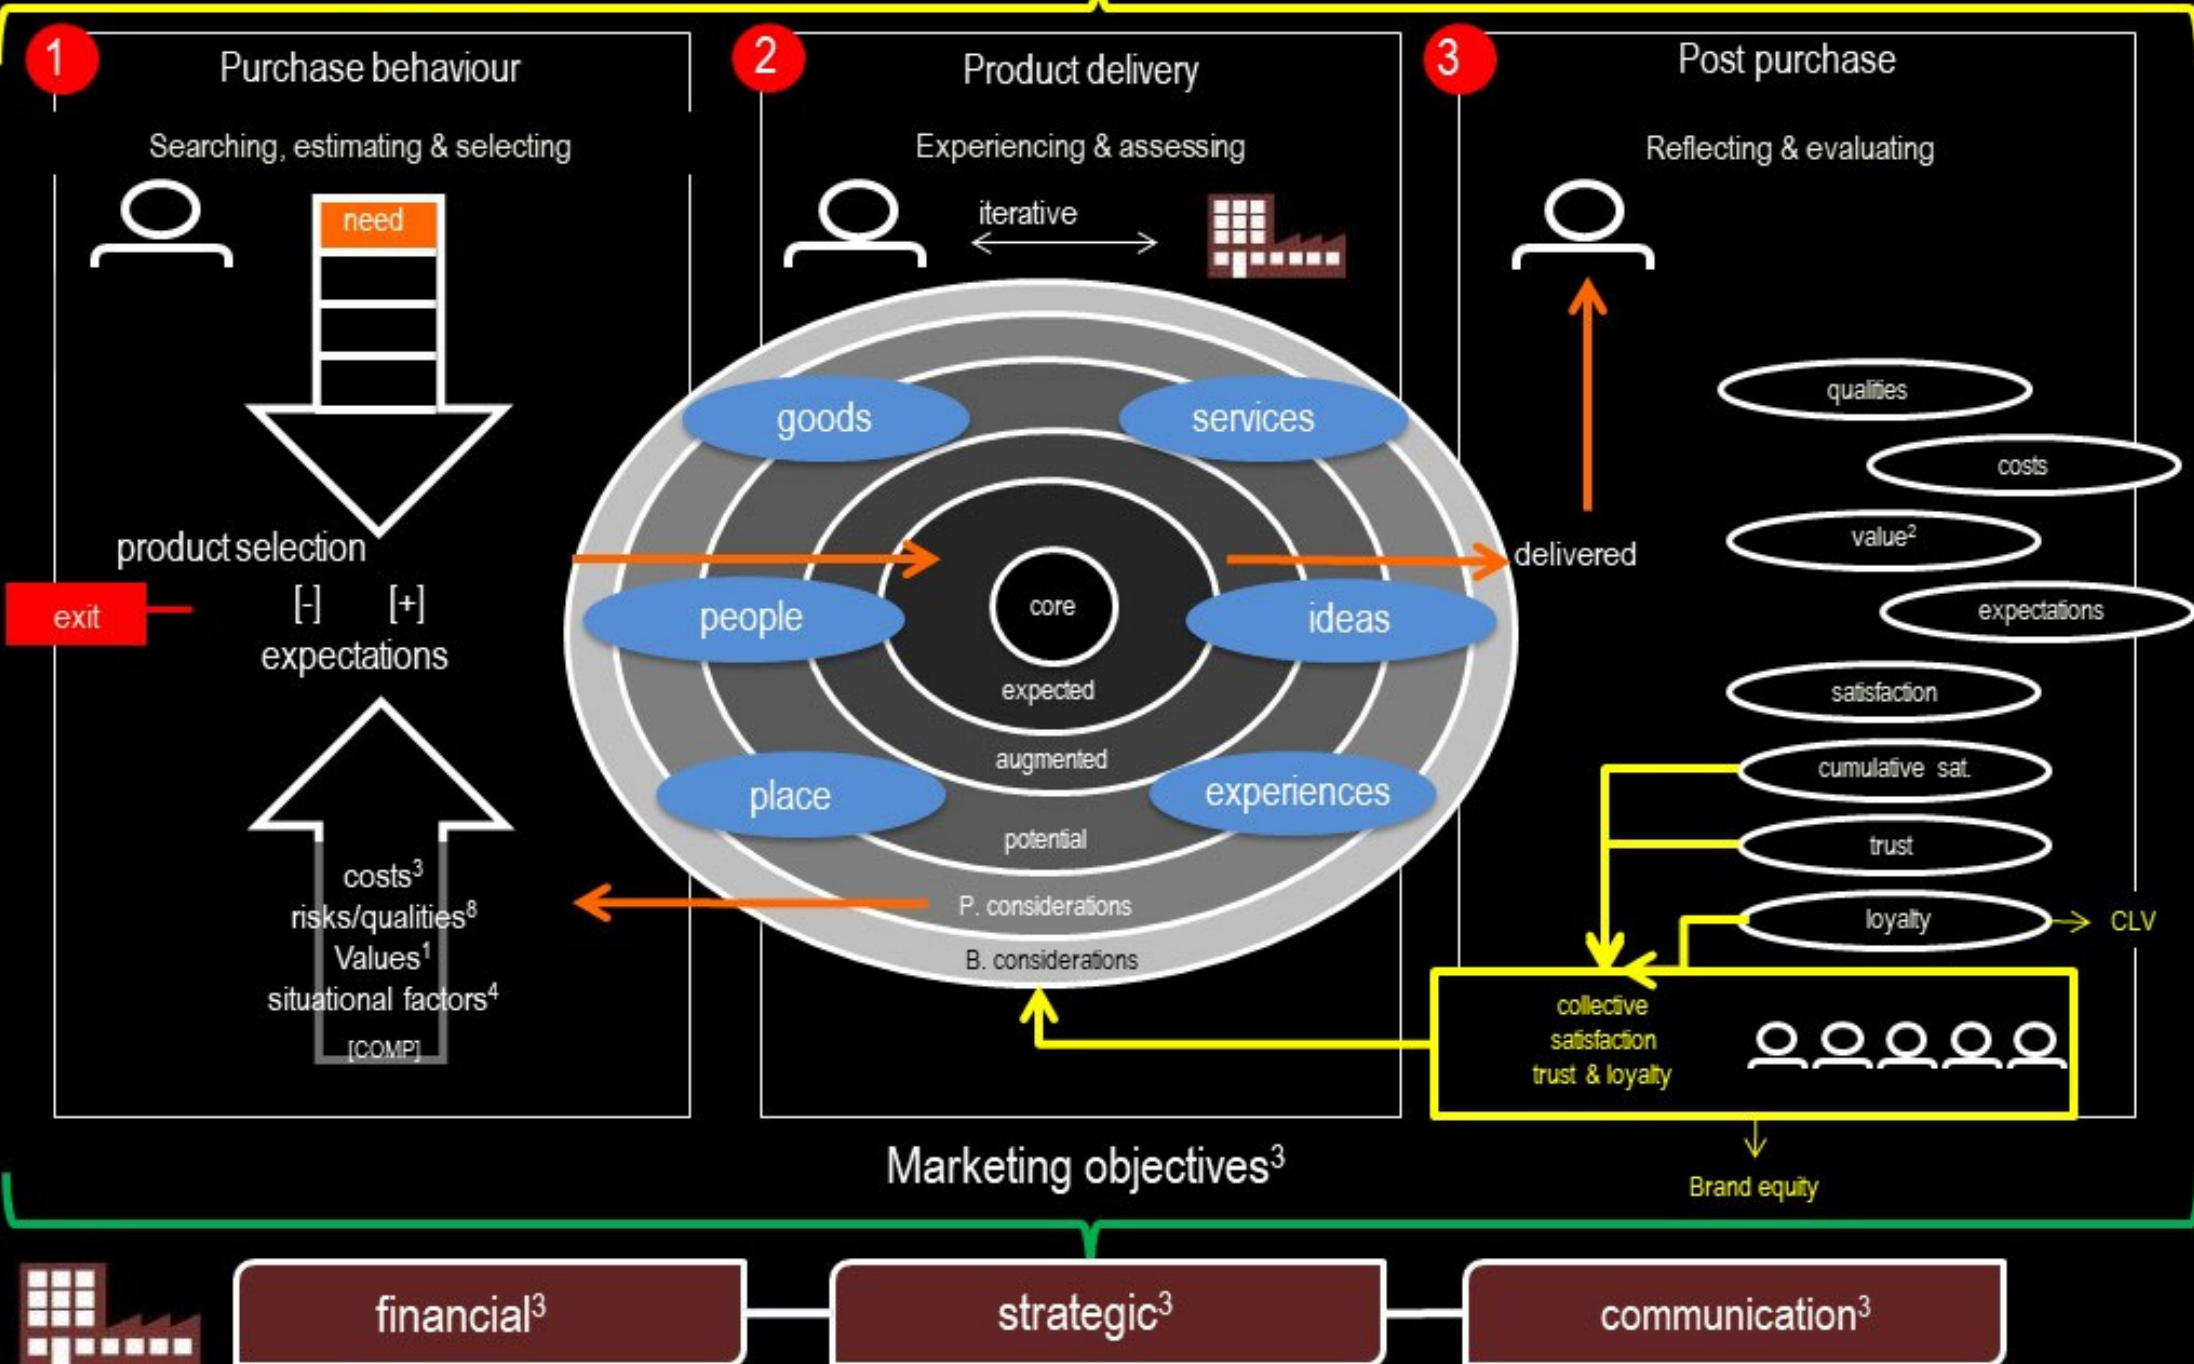 1
Purchase behaviour
Searching, estimating & selecting
need
product selection
[-] [+]
exit
expectations
costs³
risks/qualities⁸
Values¹
situational factors⁴
[COMP]
2
Product delivery
Experiencing & assessing
iterative
goods
services
people
ideas
place
experiences
core
expected
augmented
potential
P. considerations
B. considerations
3
Post purchase
Reflecting & evaluating
delivered
qualities
costs
value²
expectations
satisfaction
cumulative sat.
trust
loyalty
CLV
collective
satisfaction
trust & loyalty
Brand equity
Marketing objectives³
financial³
strategic³
communication³